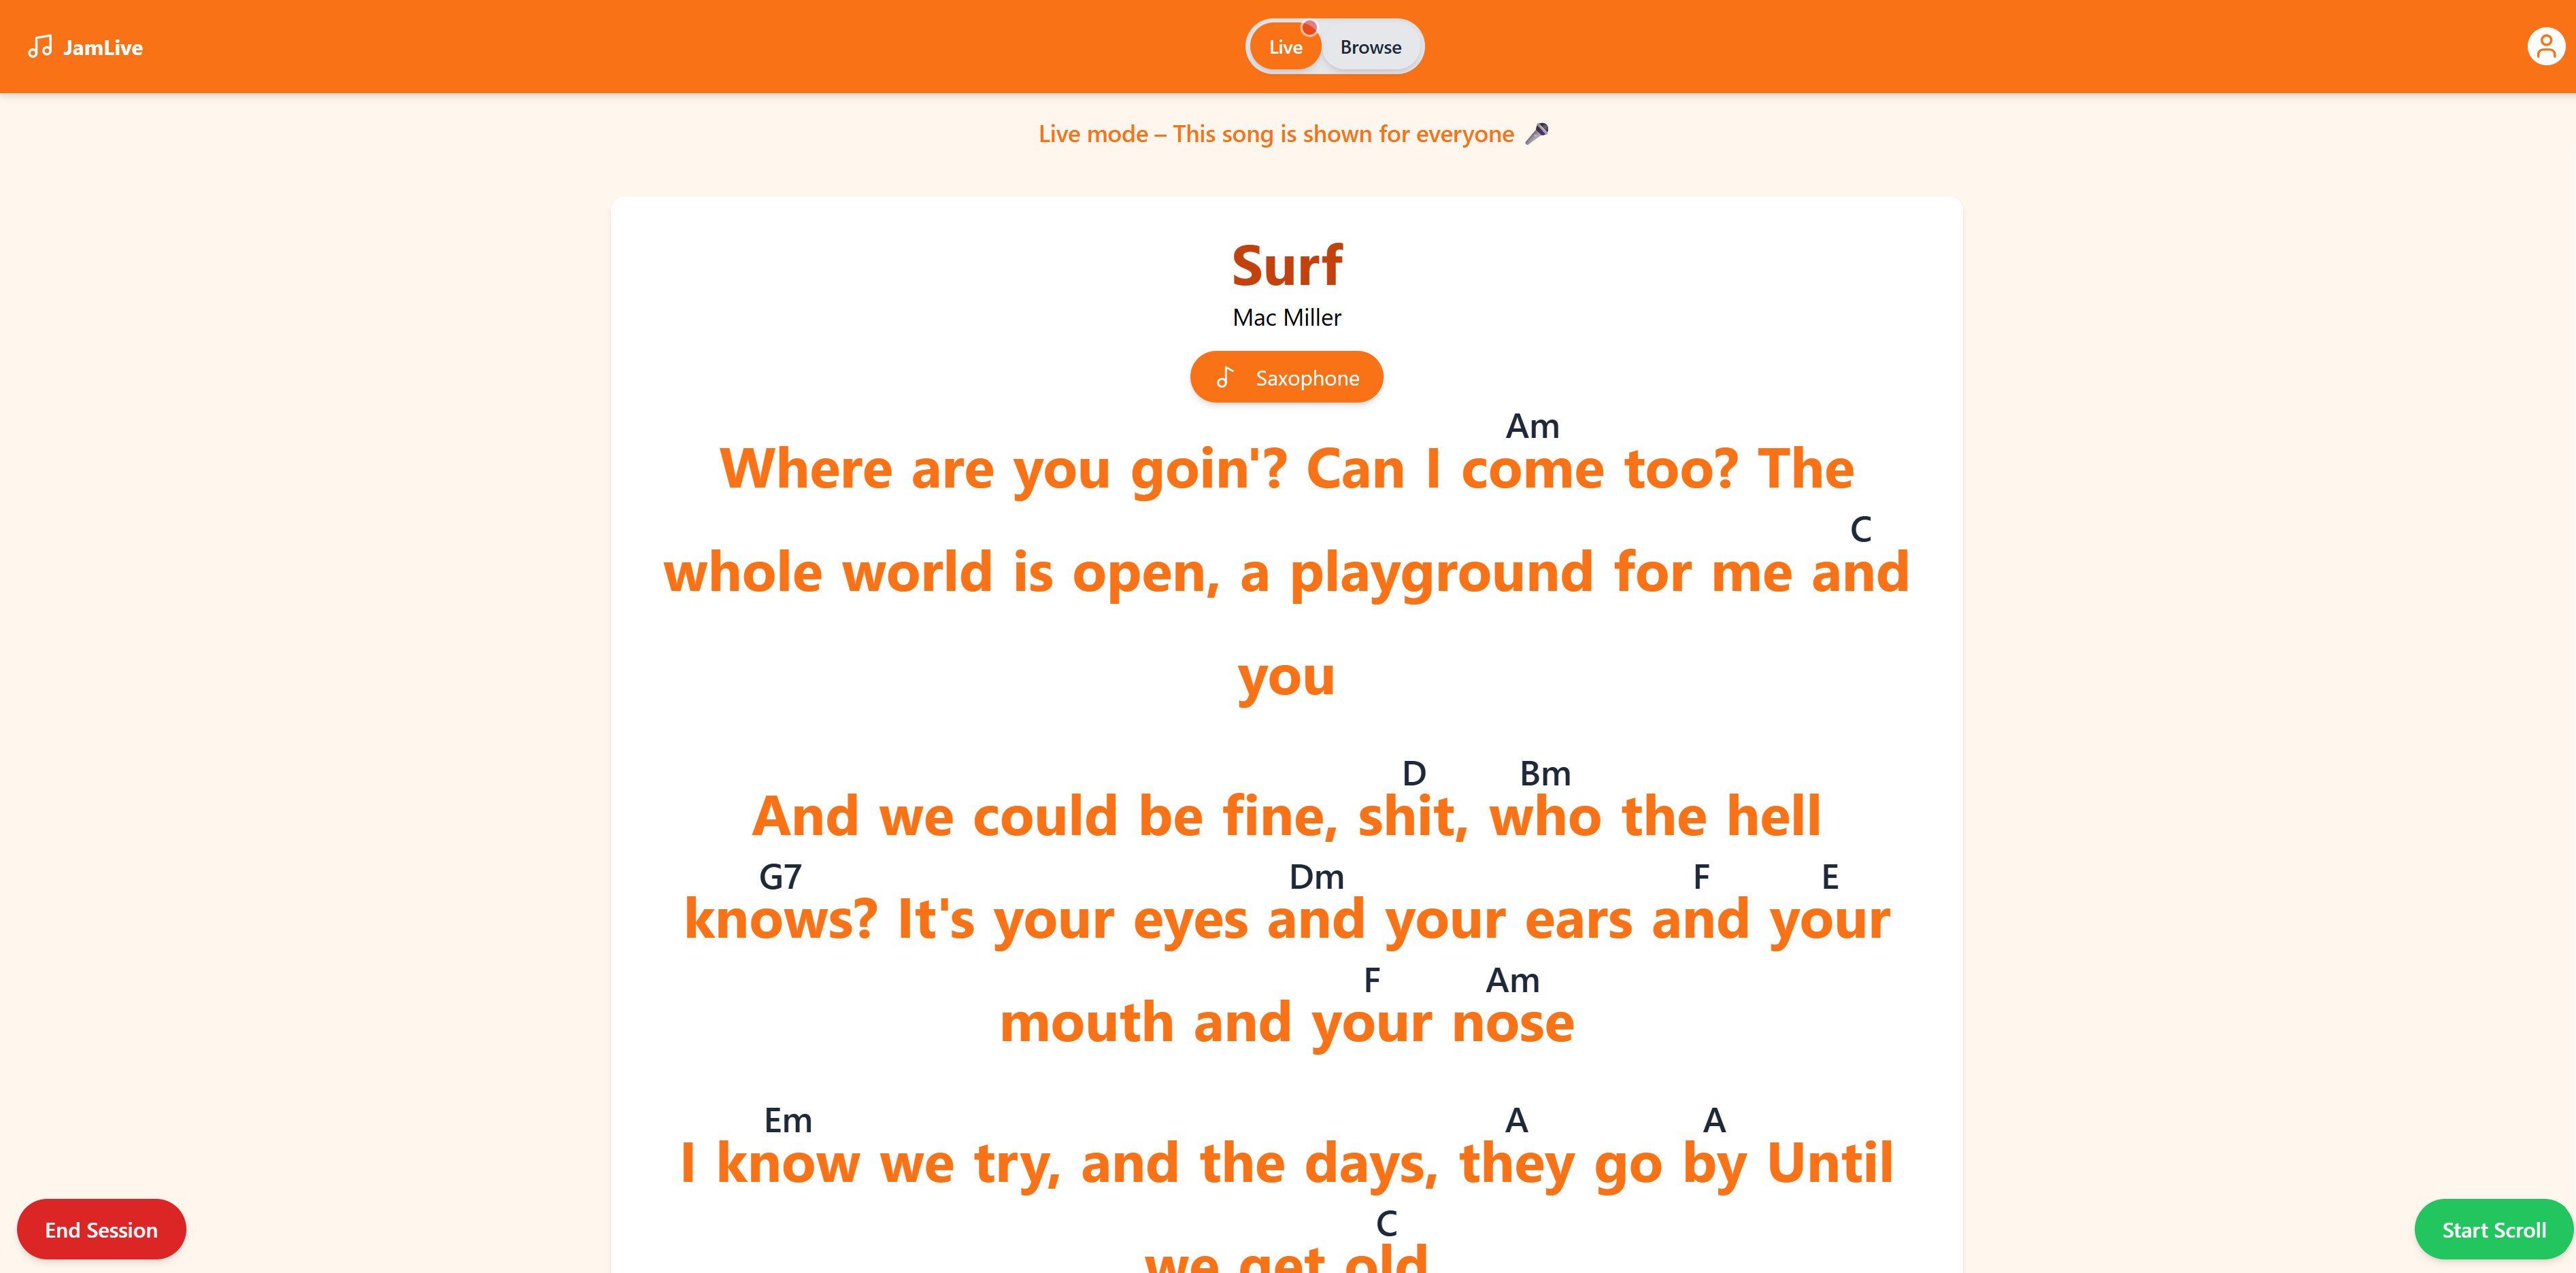 JamLive
Live Browse
Live mode – This song is shown for everyone
Surf
Mac Miller
Saxophone
Am
Where are you goin'? Can I come too? The
C
whole world is open, a playground for me and
you
D Bm
And we could be fine, shit, who the hell
G7 Dm F E
knows? It's your eyes and your ears and your
F Am
mouth and your nose
Em A A
I know we try, and the days, they go by Until
C
we get old
End Session
Start Scroll